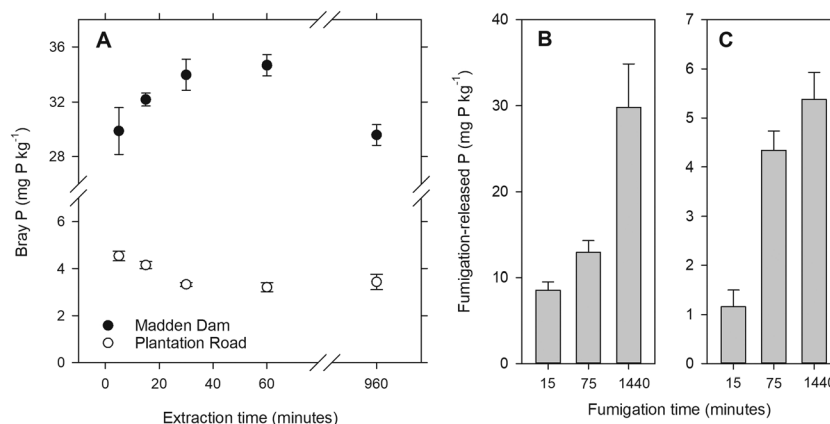 A
36
32
28
6
4
2
0
Bray P (mg P kg⁻¹)
Madden Dam
Plantation Road
0 20 40 60 960
Extraction time (minutes)
B
40
30
20
10
0
Fumigation-released P (mg P kg⁻¹)
15 75 1440
C
7
6
5
4
3
2
1
0
15 75 1440
Fumigation time (minutes)